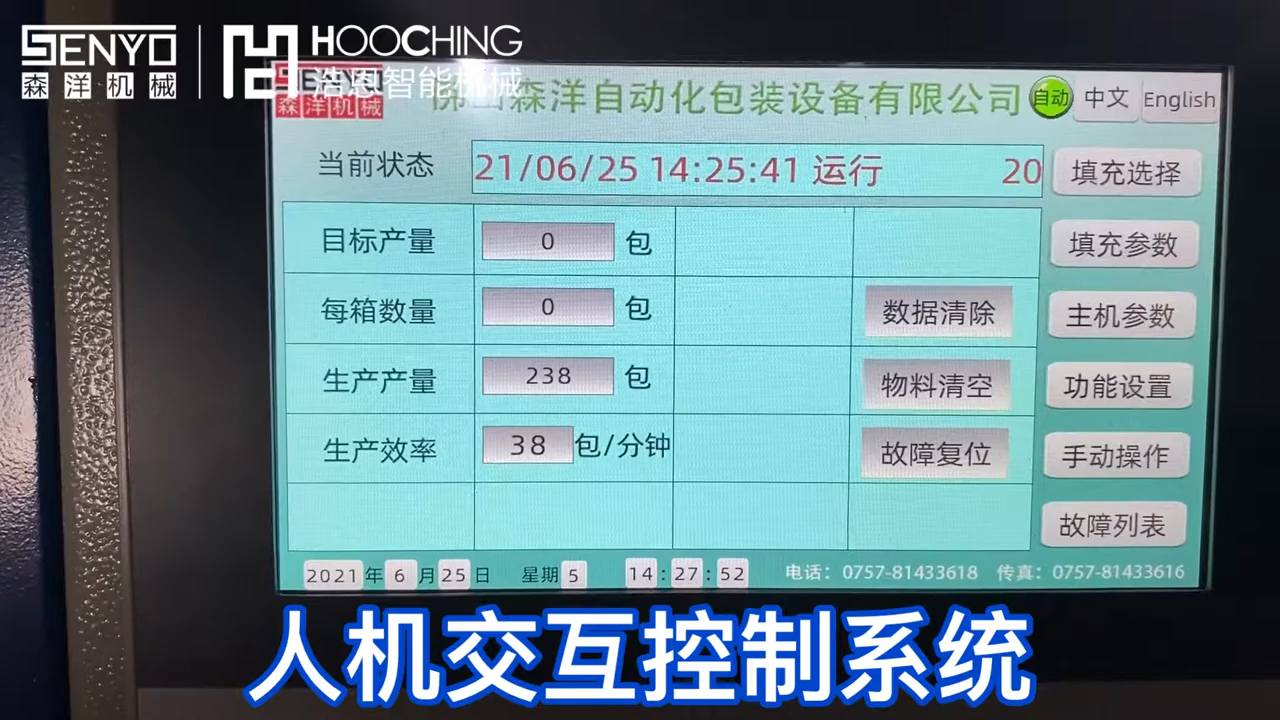 SENYO
森洋机械
HOOCHING
浩恩智能机械
SENYO
森洋机械
佛山森洋自动化包装设备有限公司
自动 中文 English
当前状态 21/06/25 14:25:41 运行 20
填充选择
目标产量 0 包
填充参数
每箱数量 0 包 数据清除
主机参数
生产产量 238 包 物料清空
功能设置
生产效率 38 包/分钟 故障复位
手动操作
故障列表
2021年6月25日 星期5 14:27:52 电话：0757-81433618 传真：0757-81433616
人机交互控制系统